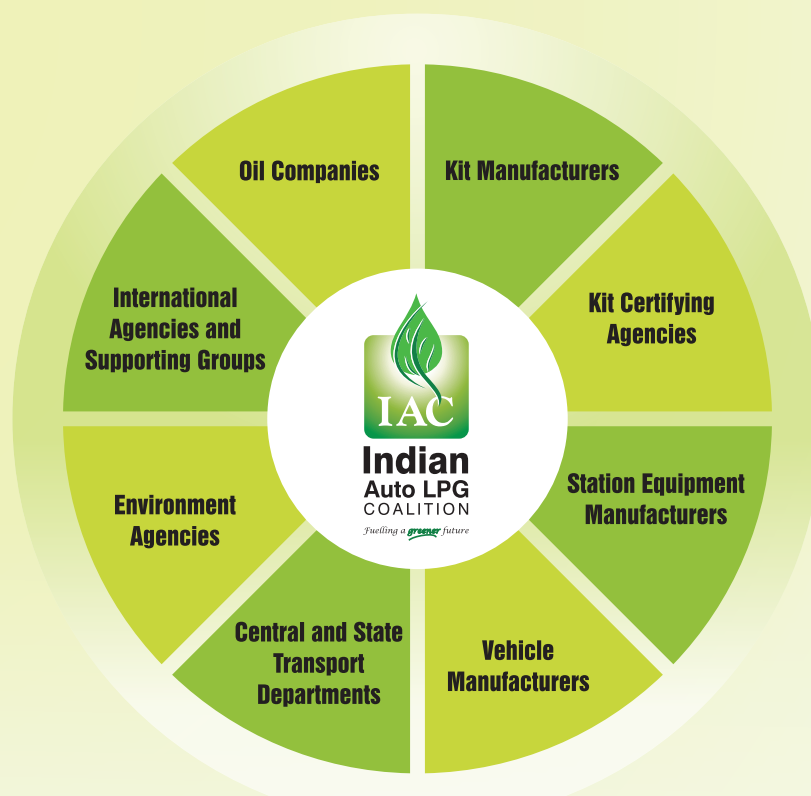 Oil Companies
Kit Manufacturers
International
Agencies and
Supporting Groups
Kit Certifying
Agencies
IAC
Indian
Auto LPG
COALITION
Fuelling a greener future
Station Equipment
Manufacturers
Environment
Agencies
Central and State
Transport
Departments
Vehicle
Manufacturers